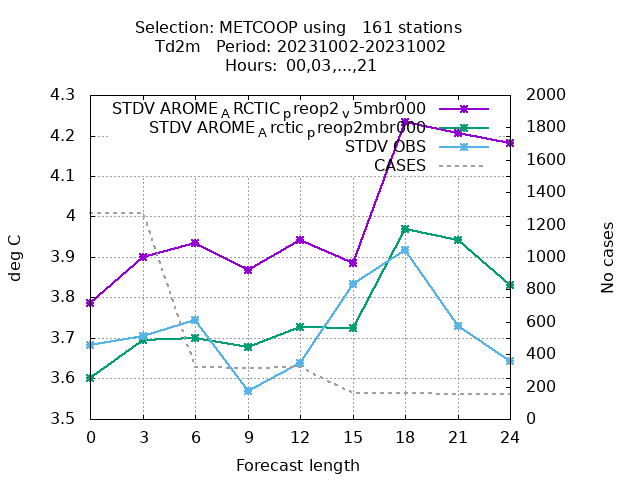 Selection: METCOOP using   161 stations
Td2m   Period: 20231002-20231002
Hours: 00,03,...,21
STDV AROME_ARCTIC_preop2_v5mbr000
STDV AROME_Arctic_preop2mbr000
STDV OBS
CASES
4.3
4.2
4.1
4
3.9
3.8
3.7
3.6
3.5
deg C
2000
1800
1600
1400
1200
1000
800
600
400
200
0
No cases
0 3 6 9 12 15 18 21 24
Forecast length